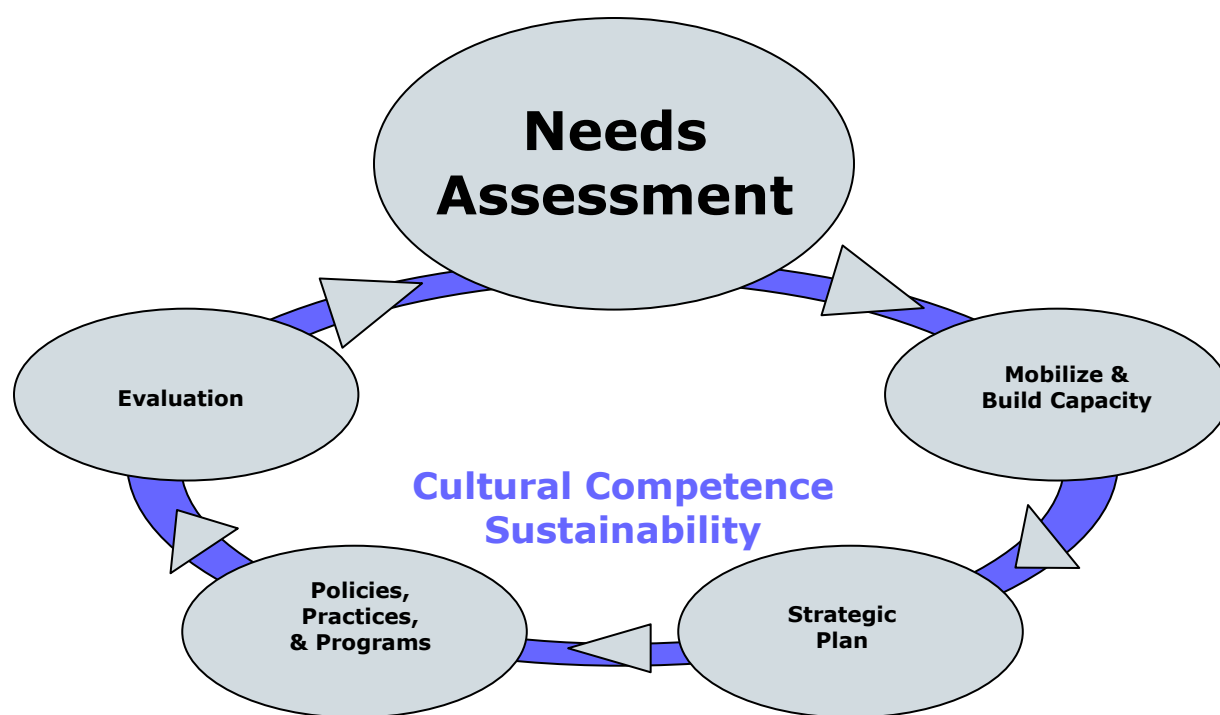 Needs
Assessment
Mobilize &
Build Capacity
Evaluation
Cultural Competence
Sustainability
Strategic
Plan
Policies,
Practices,
& Programs